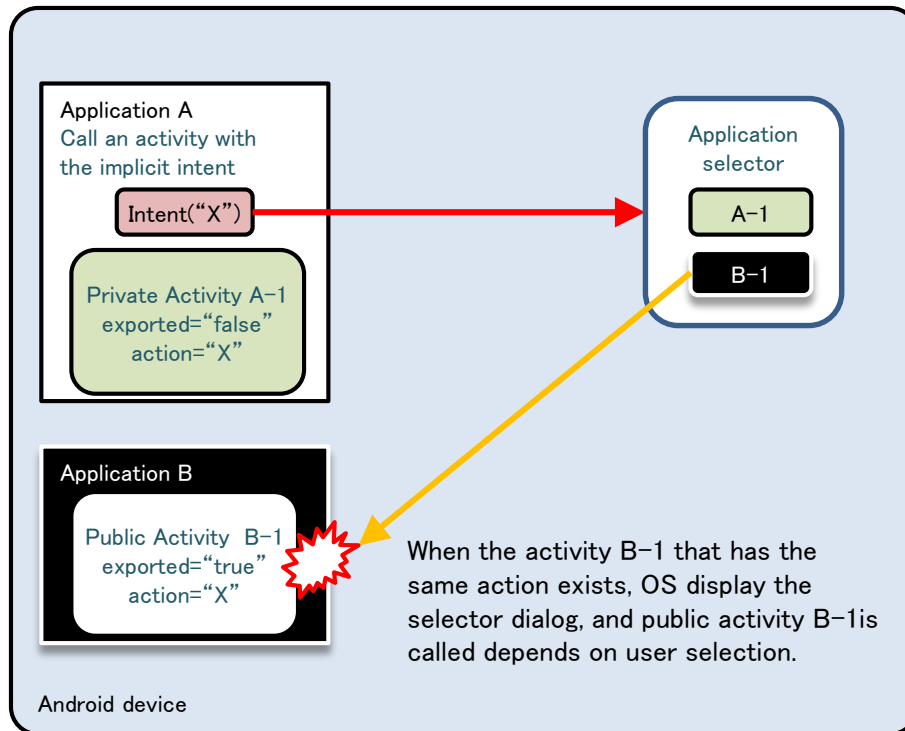 Application A
Call an activity with
the implicit intent
Intent(“X”)
Private Activity A-1
exported=“false”
action=“X”
Application
selector
A-1
B-1
Application B
Public Activity B-1
exported=“true”
action=“X”
When the activity B-1 that has the
same action exists, OS display the
selector dialog, and public activity B-1is
called depends on user selection.
Android device